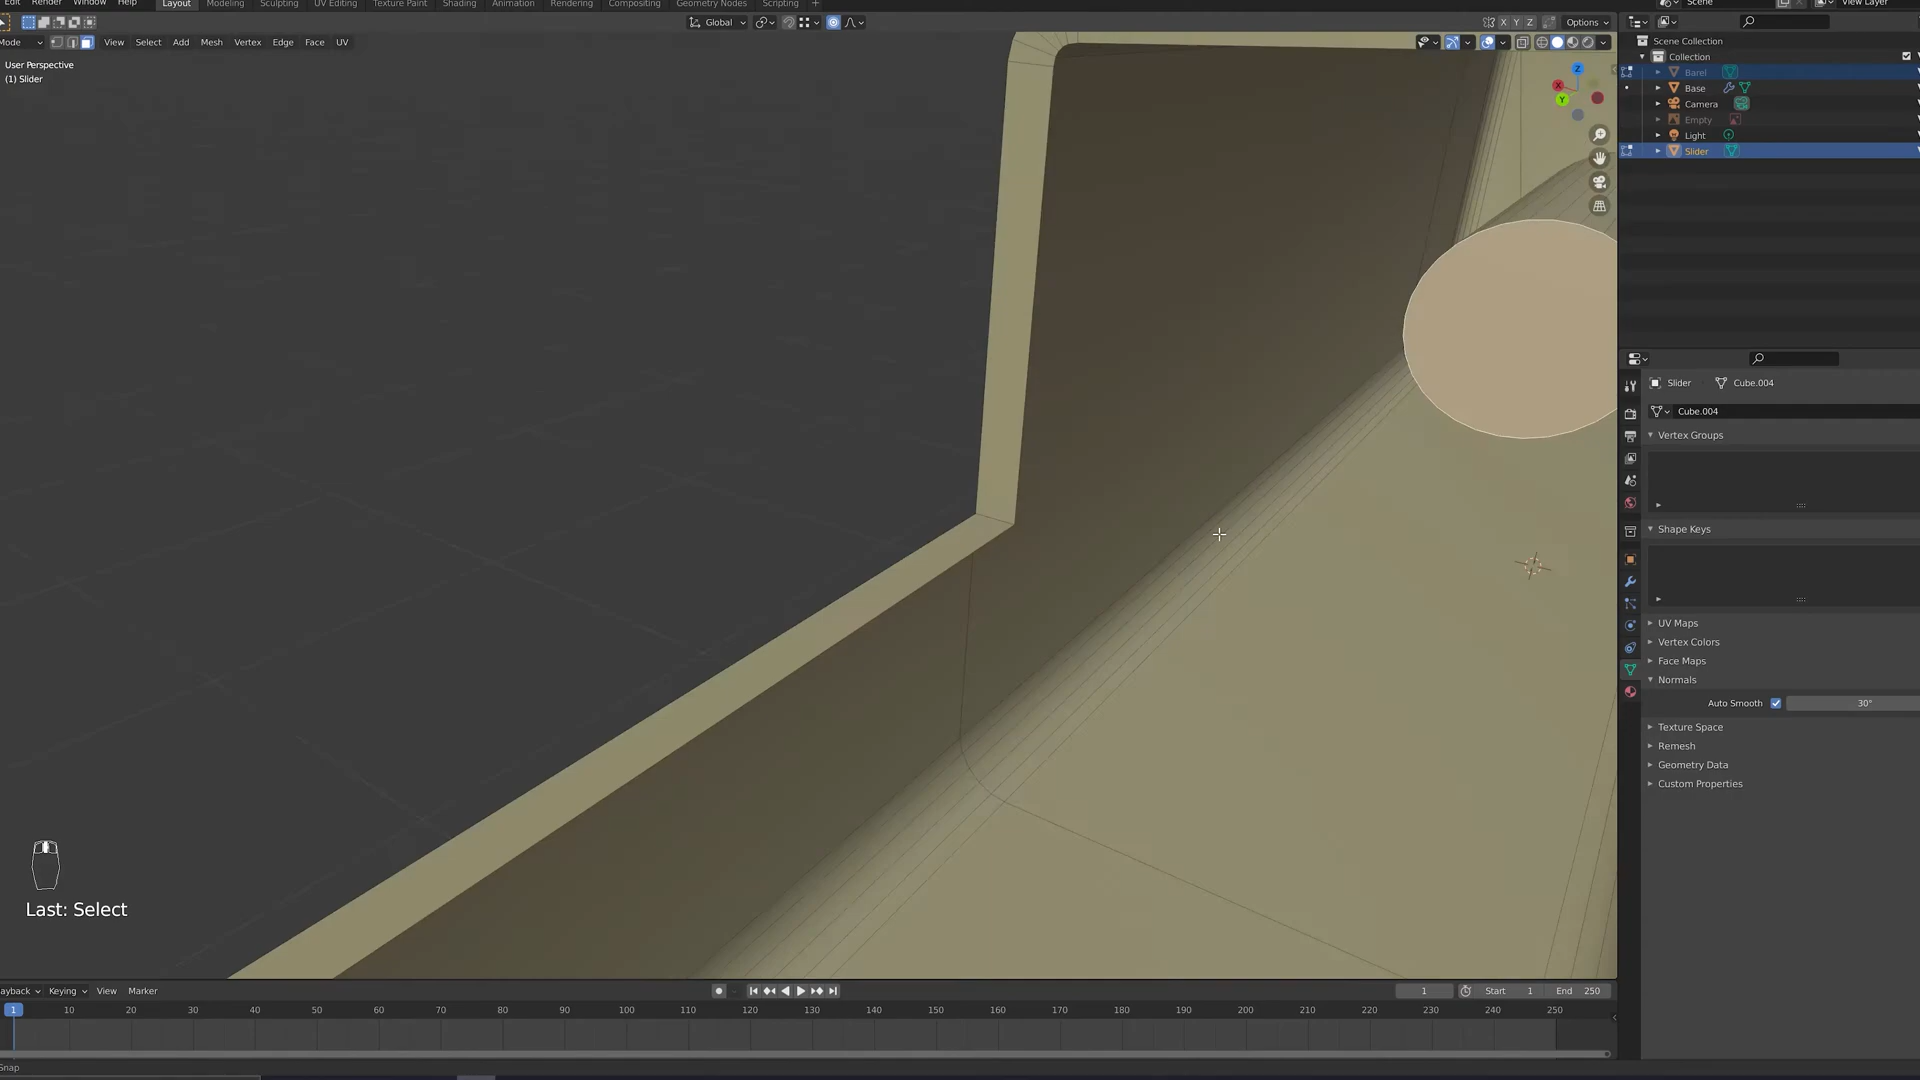 Edit Render Window Help Layout Modeling Sculpting UV Editing Texture Paint Shading Animation Rendering Compositing Geometry Nodes Scripting + Scene View Layer
Global X Y Z Options
Mode View Select Add Mesh Vertex Edge Face UV
User Perspective
(1) Slider
Z
X
Y
Last: Select
Scene Collection
Collection
Barel
Base
Camera
Empty
Light
Slider
Slider Cube.004
Cube.004
Vertex Groups
Shape Keys
UV Maps
Vertex Colors
Face Maps
Normals
Auto Smooth 30°
Texture Space
Remesh
Geometry Data
Custom Properties
ayback Keying View Marker 1 Start 1 End 250
1 10 20 30 40 50 60 70 80 90 100 110 120 130 140 150 160 170 180 190 200 210 220 230 240 250
Snap